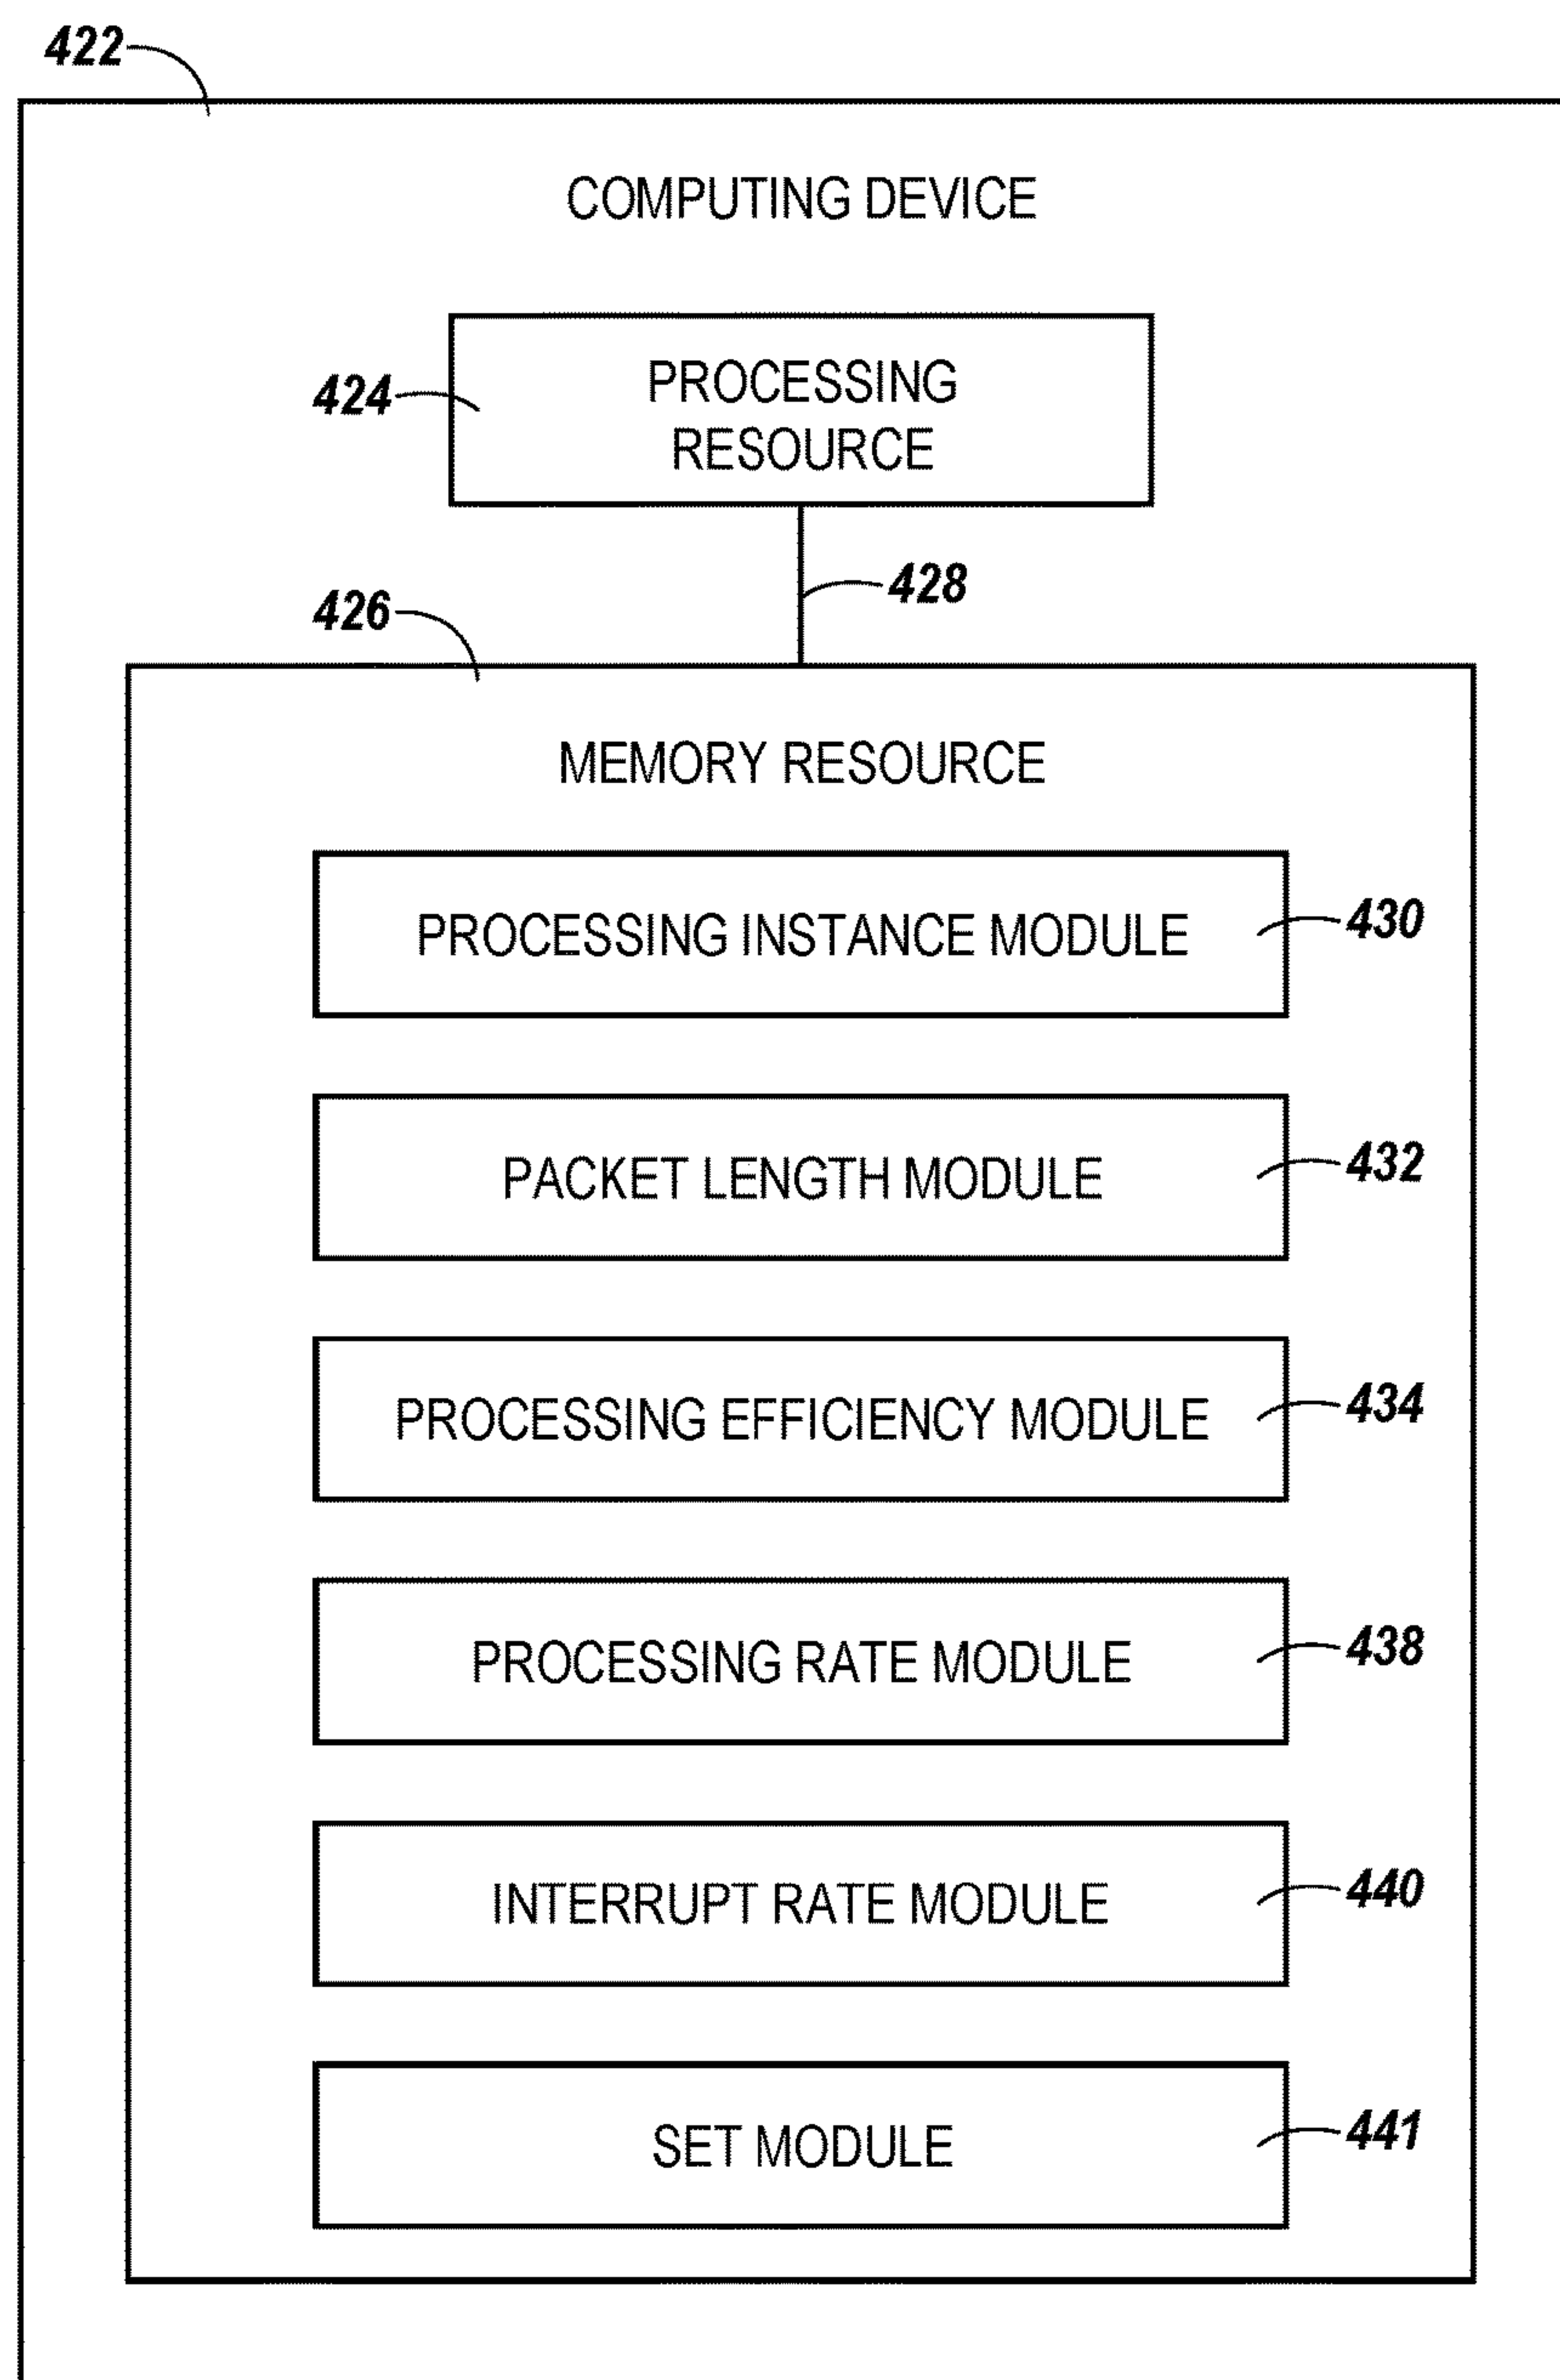 422
COMPUTING DEVICE
424
PROCESSING
RESOURCE
428
426
MEMORY RESOURCE
PROCESSING INSTANCE MODULE
430
PACKET LENGTH MODULE
432
PROCESSING EFFICIENCY MODULE
434
PROCESSING RATE MODULE
438
INTERRUPT RATE MODULE
440
SET MODULE
441